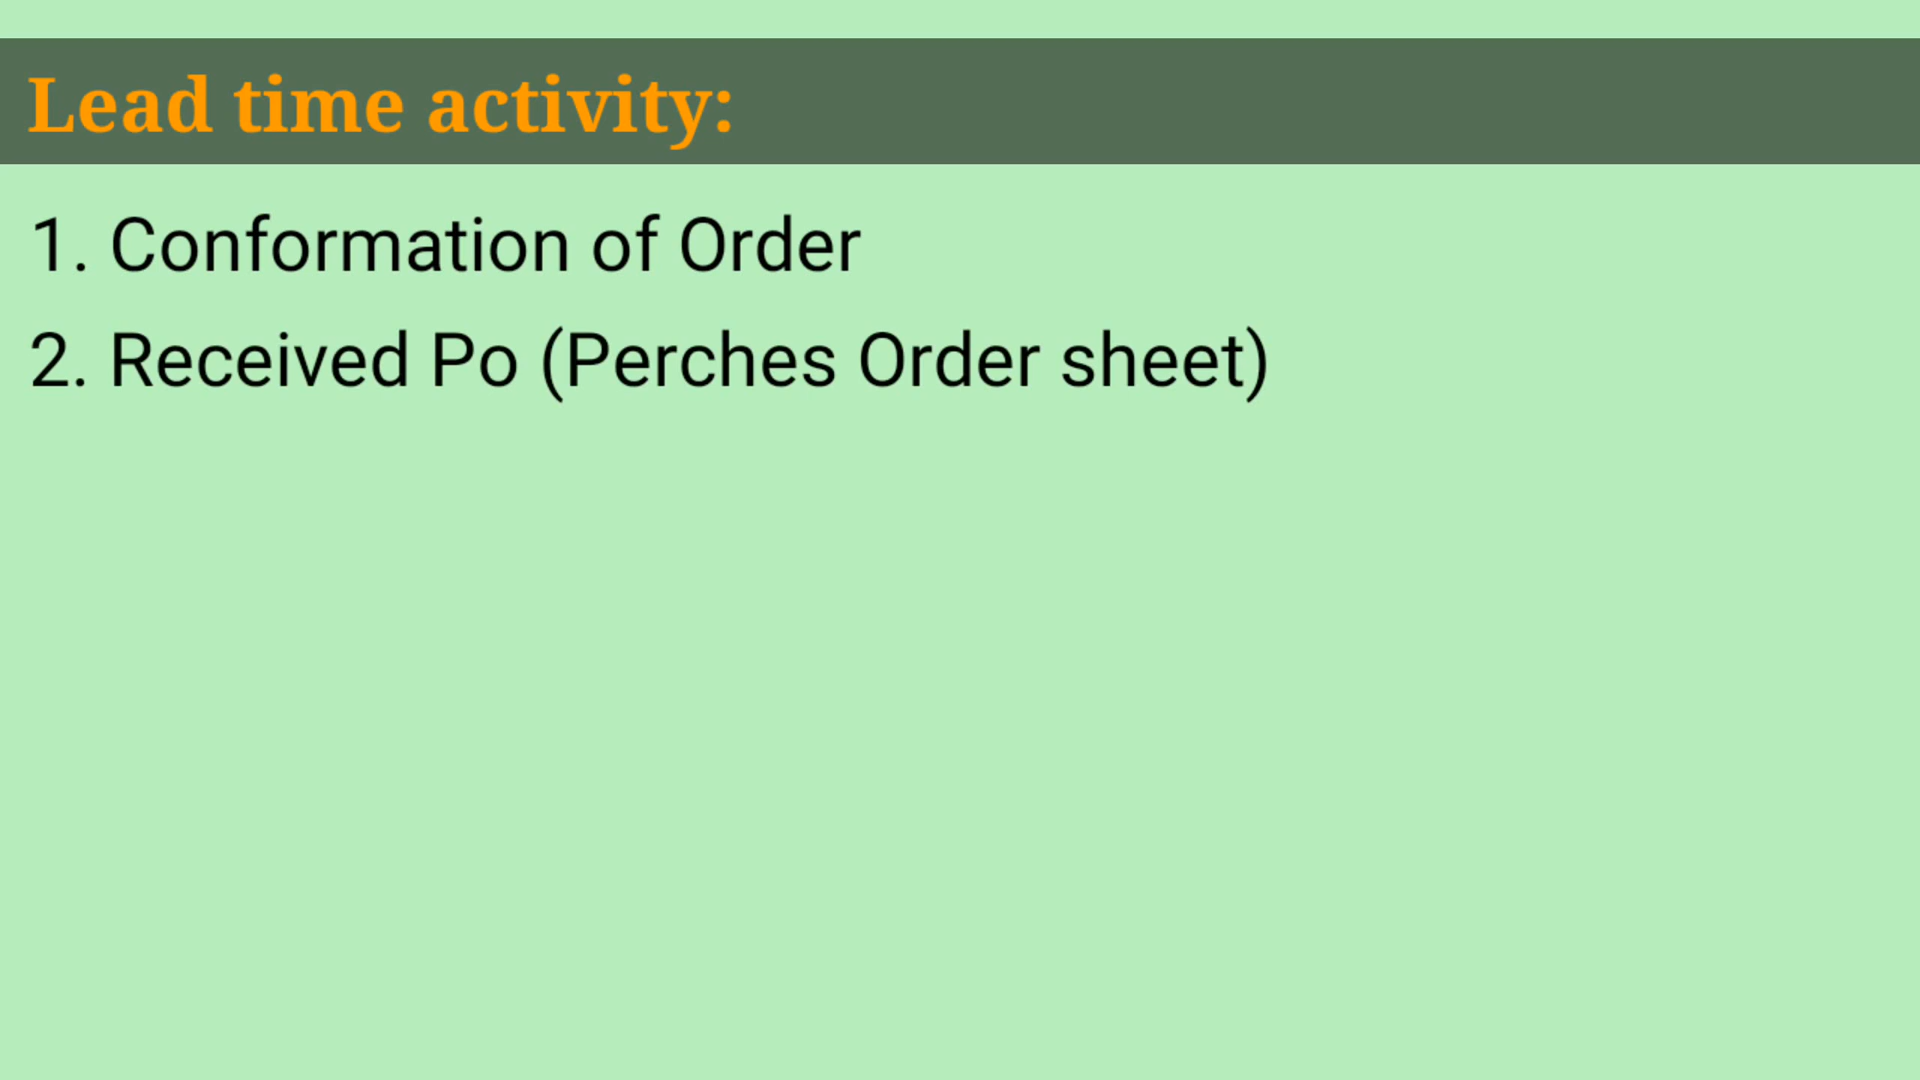 Lead time activity:
1. Conformation of Order
2. Received Po (Perches Order sheet)